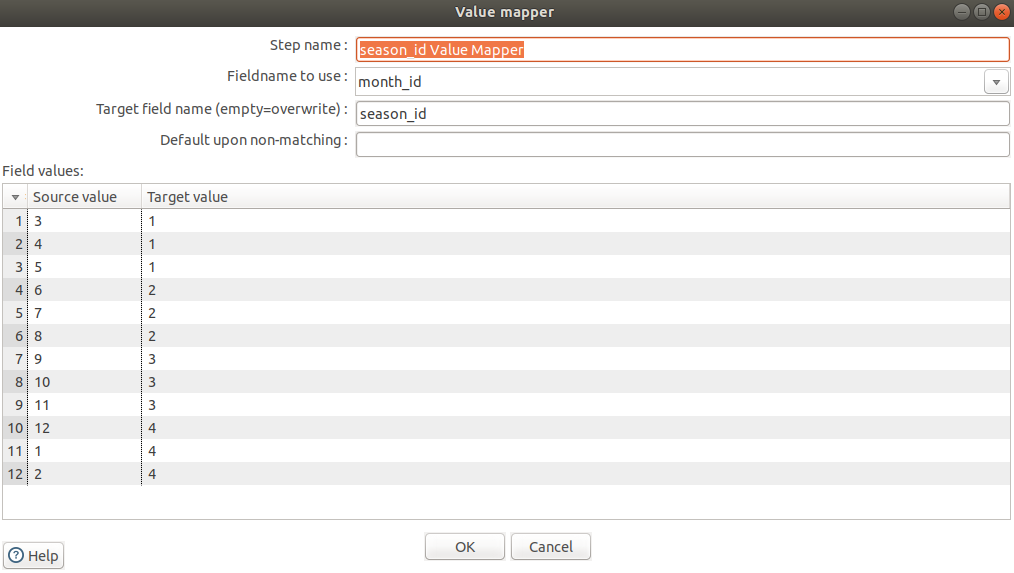 Value mapper
Step name :
season_id Value Mapper
Fieldname to use :
month_id
Target field name (empty=overwrite) :
season_id
Default upon non-matching :
Field values:
Source value Target value
1 3 1
2 4 1
3 5 1
4 6 2
5 7 2
6 8 2
7 9 3
8 10 3
9 11 3
10 12 4
11 1 4
12 2 4
OK Cancel
? Help